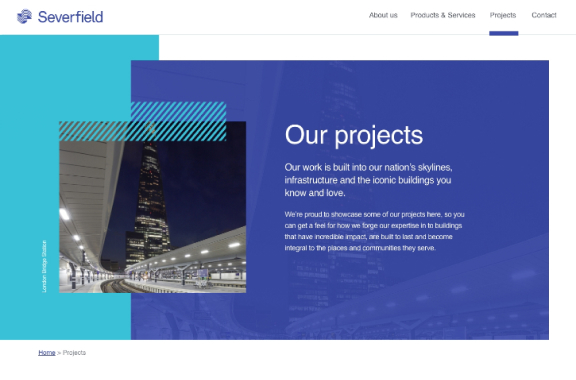 Severfield
About us
Products & Services
Projects
Contact
Our projects
Our work is built into our nation's skylines,
infrastructure and the iconic buildings you
know and love.
We're proud to showcase some of our projects here, so you
can get a feel for how we forge our expertise in to buildings
that have incredible impact, are built to last and become
integral to the places and communities they serve.
London Bridge Station
Home > Projects